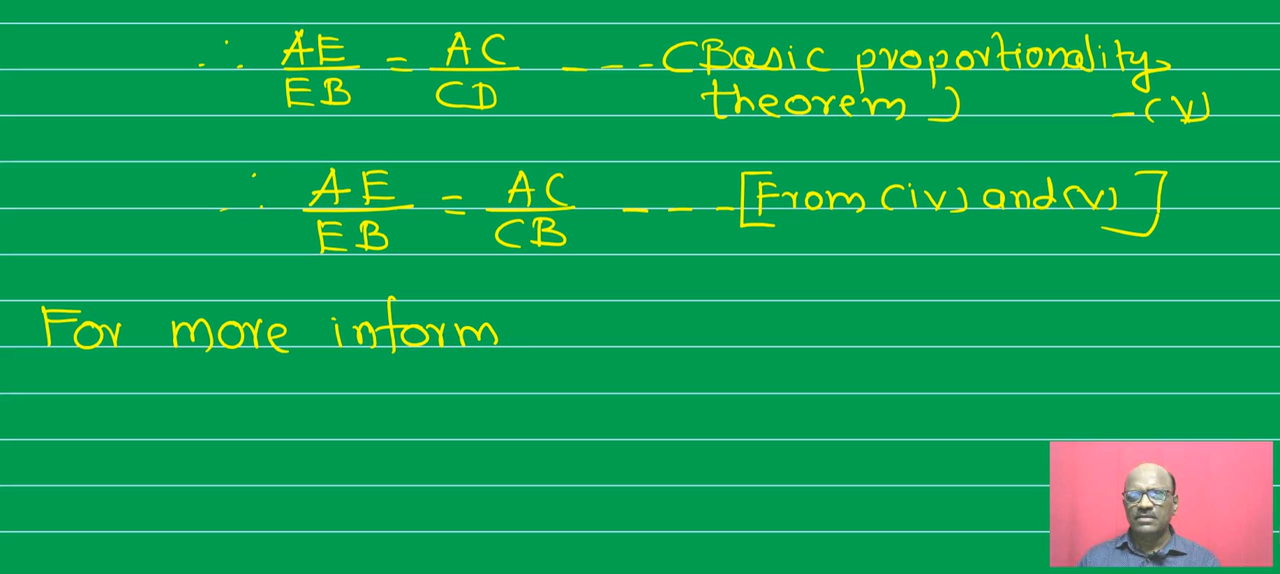 ∴ AE/EB = AC/CD ---- (Basic proportionality
theorem) -(v)
∴ AE/EB = AC/CB ---- [From (iv) and (v)]
For more inform